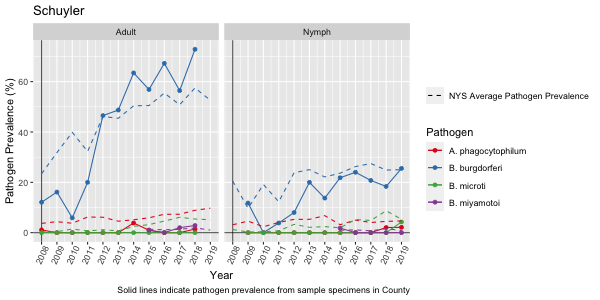 Schuyler
Adult
Nymph
Pathogen Prevalence (%)
60
40
20
0
2008
2009
2010
2011
2012
2013
2014
2015
2016
2017
2018
2019
2008
2009
2010
2011
2012
2013
2014
2015
2016
2017
2018
2019
Year
Solid lines indicate pathogen prevalence from sample specimens in County
NYS Average Pathogen Prevalence
Pathogen
A. phagocytophilum
B. burgdorferi
B. microti
B. miyamotoi